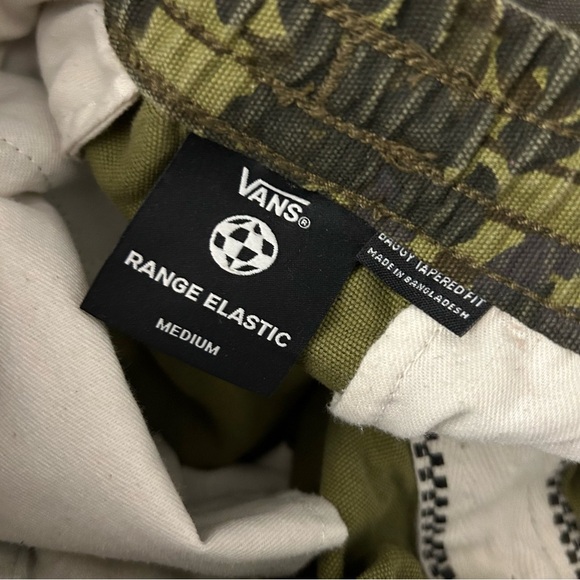 VANS®
RANGE ELASTIC
MEDIUM
BAGGY TAPERED FIT
MADE IN BANGLADESH